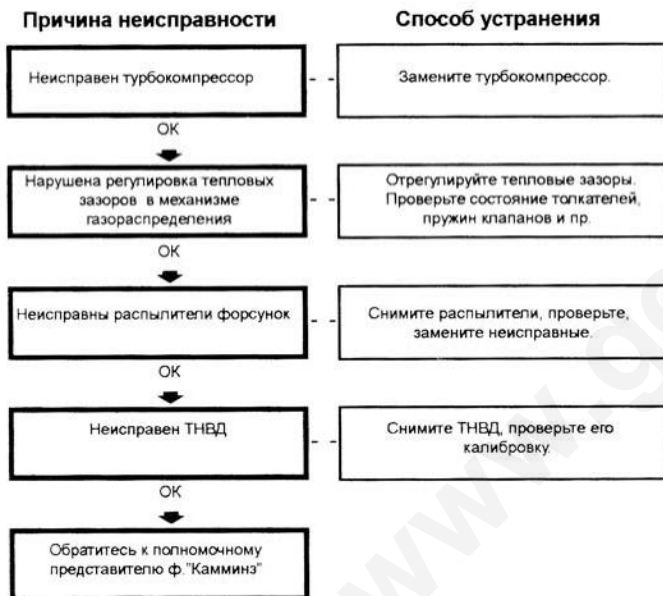 Причина неисправности
Способ устранения
Неисправен турбокомпрессор
Замените турбокомпрессор.
ОК
Нарушена регулировка тепловых
зазоров в механизме
газораспределения
Отрегулируйте тепловые зазоры.
Проверьте состояние толкателей,
пружин клапанов и пр.
ОК
Неисправны распылители форсунок
Снимите распылители, проверьте,
замените неисправные.
ОК
Неисправен ТНВД
Снимите ТНВД, проверьте его
калибровку.
ОК
Обратитесь к полномочному
представителю ф."Камминз"
www.g